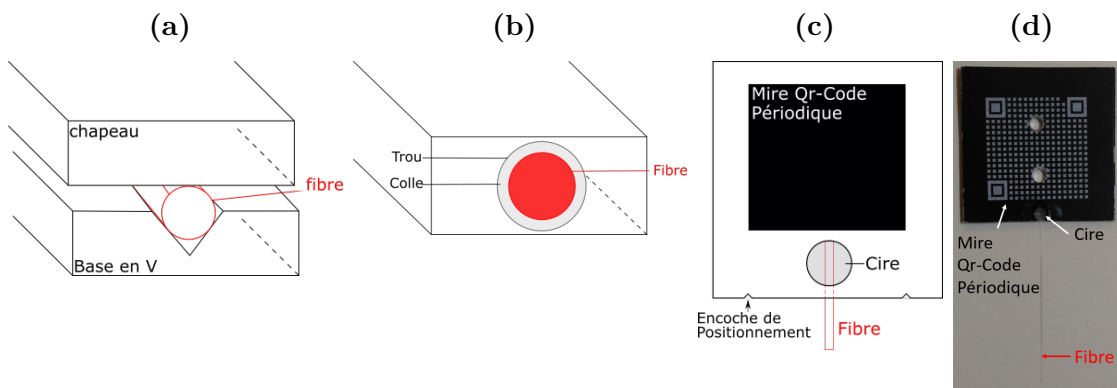 (a)
chapeau
fibre
Base en V
(b)
Trou
Colle
Fibre
(c)
Mire Qr-Code
Périodique
Cire
Encoche de
Positionnement
Fibre
(d)
Mire
Qr-Code
Périodique
Cire
Fibre